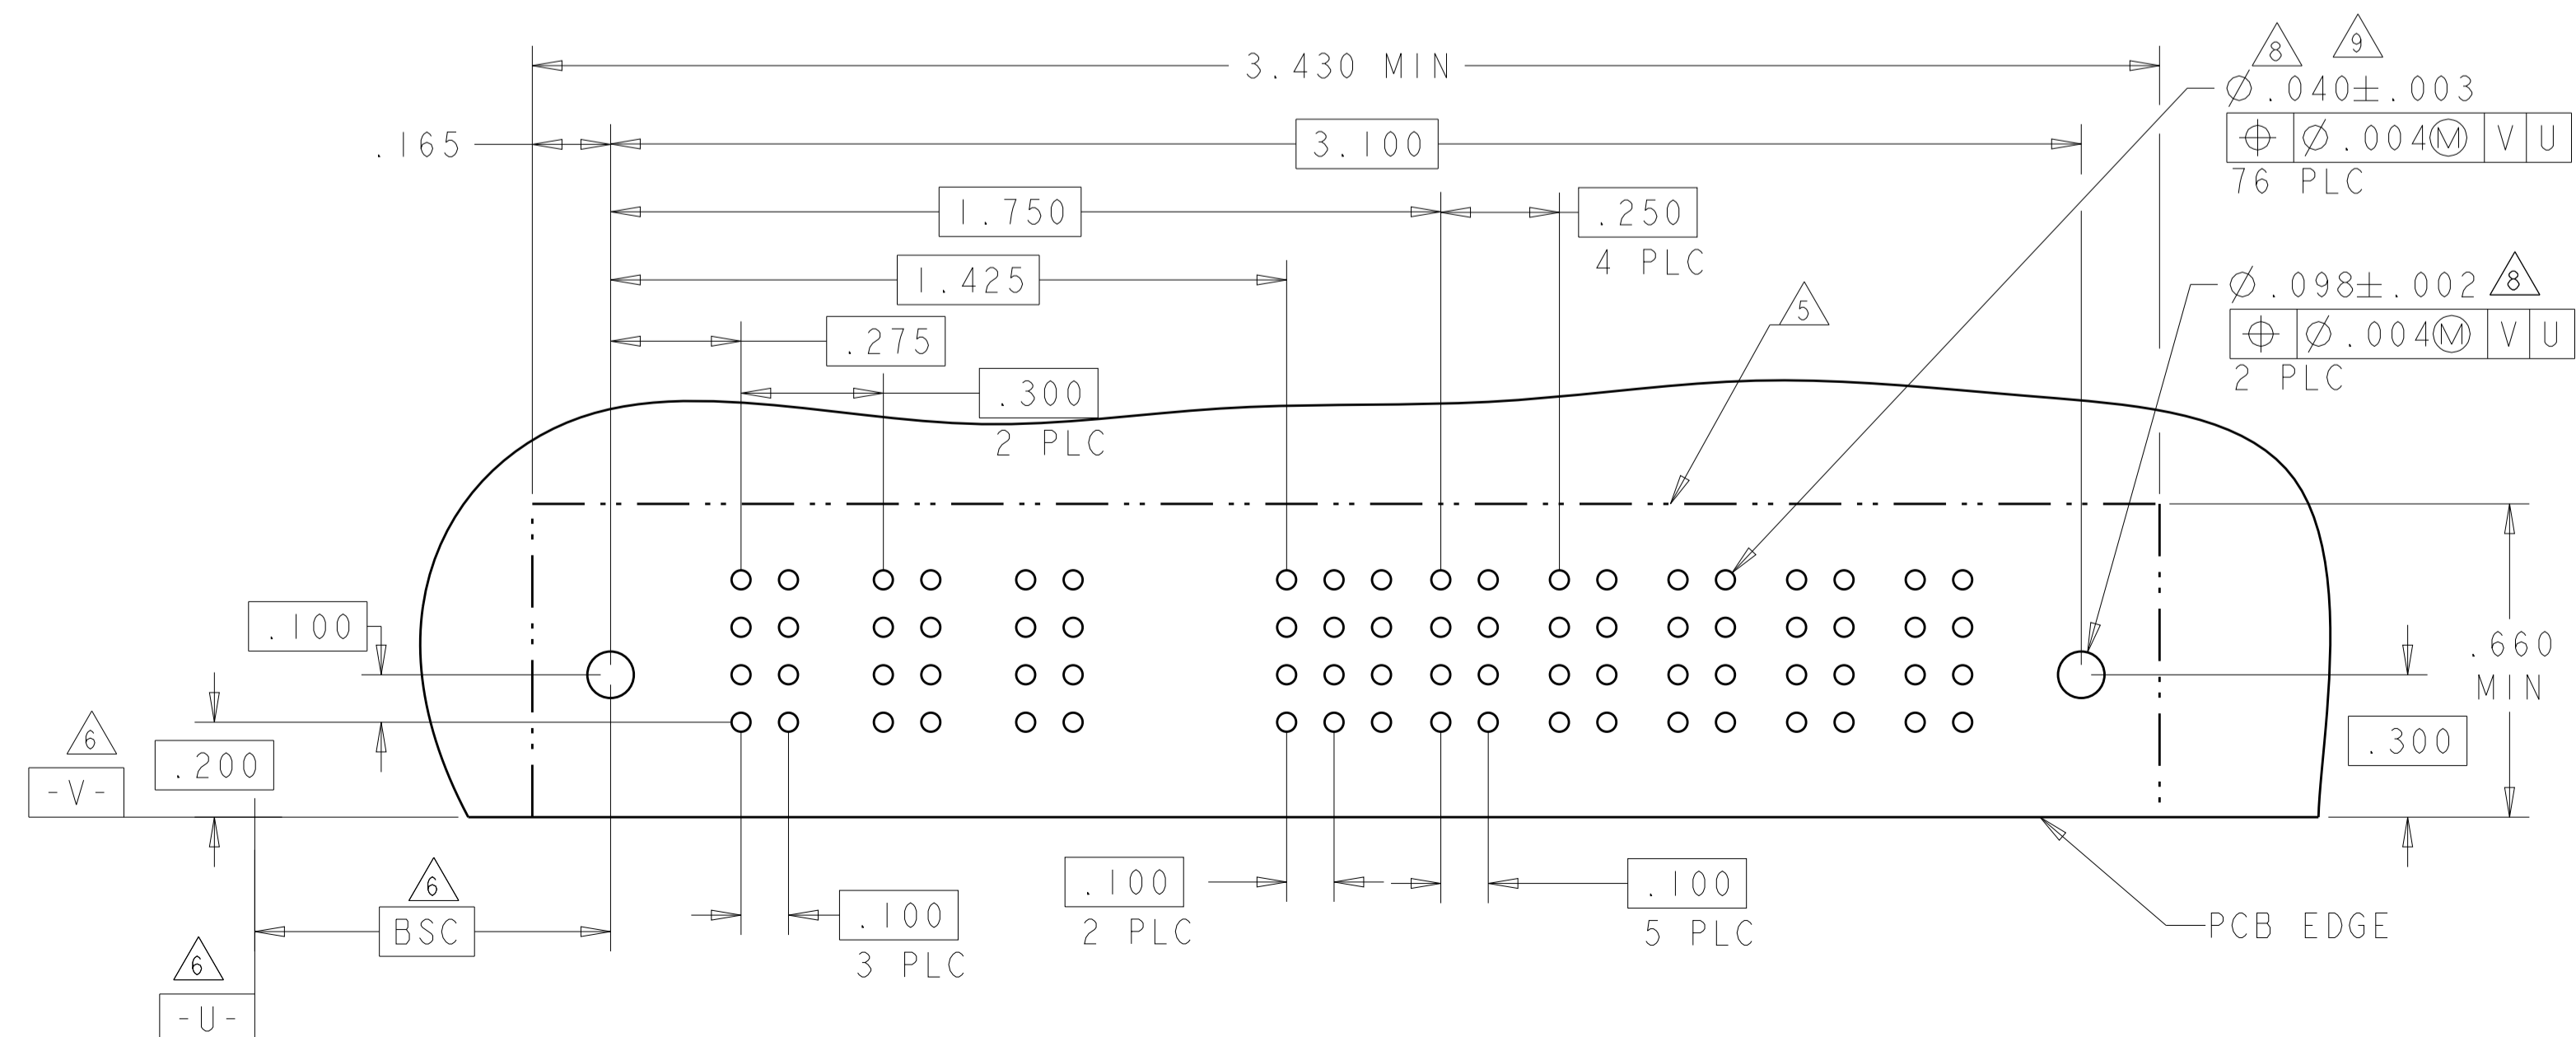 8 9
3.430 MIN
∅.040±.003
⌖ ∅.004Ⓜ V U
76 PLC
.165
3.100
1.750
.250
4 PLC
1.425
∅.098±.002 8
⌖ ∅.004Ⓜ V U
2 PLC
5
.275
.300
2 PLC
.100
.660
MIN
6
-V-
.200
.300
6
BSC
.100
3 PLC
.100
2 PLC
.100
5 PLC
PCB EDGE
6
-U-